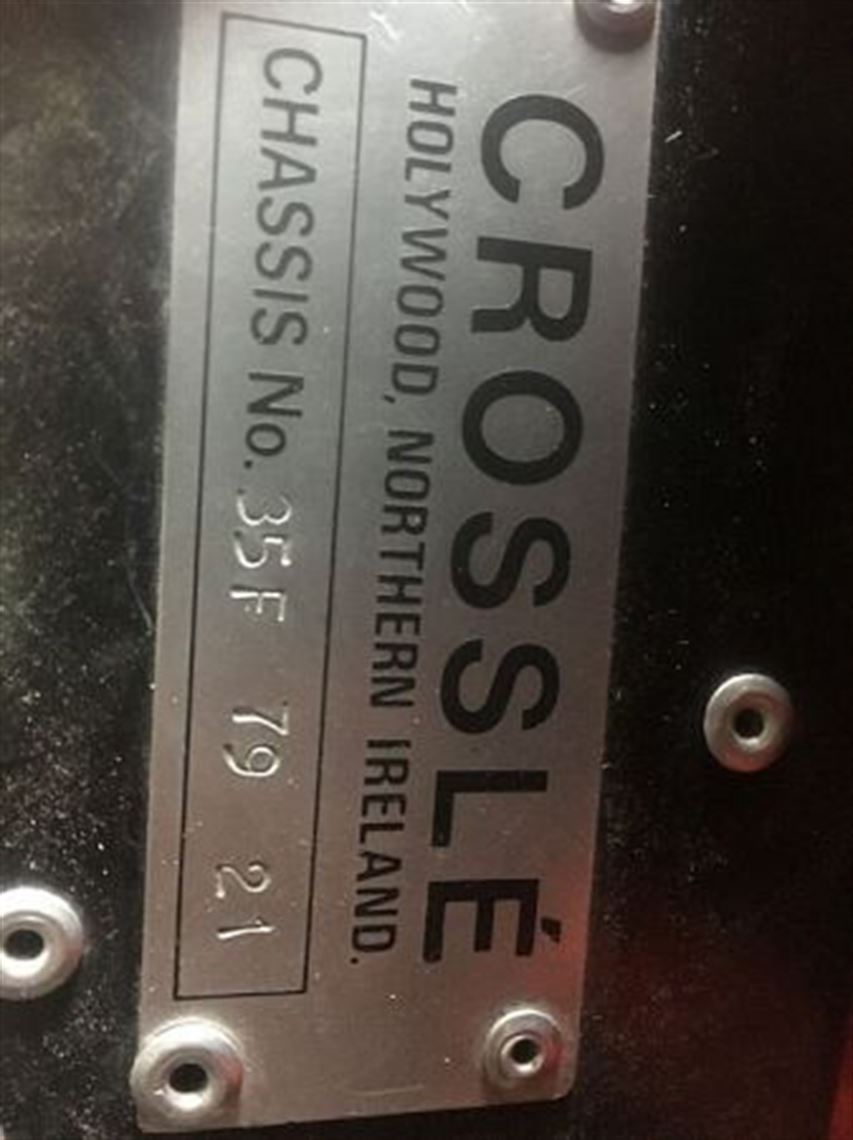 CROSSLÉ
HOLYWOOD, NORTHERN IRELAND.
CHASSIS No. 35F 79 21